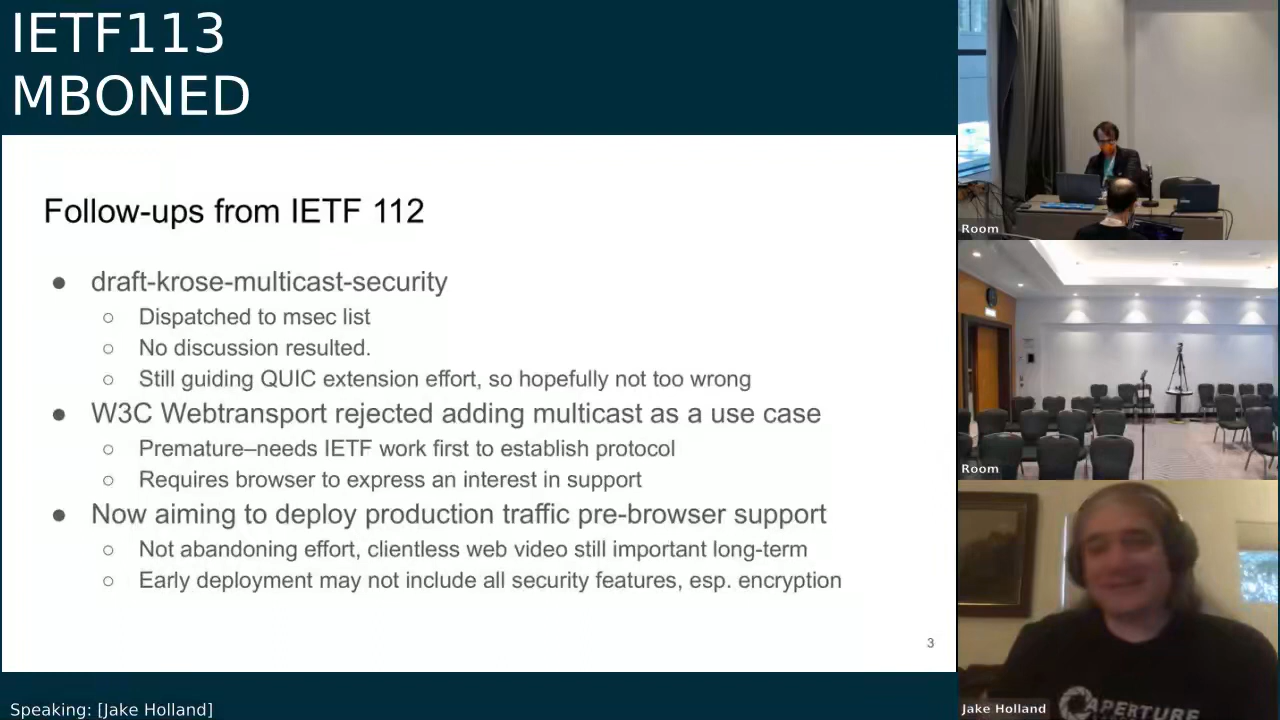 IETF113
MBONED
Follow-ups from IETF 112
● draft-krose-multicast-security
○ Dispatched to msec list
○ No discussion resulted.
○ Still guiding QUIC extension effort, so hopefully not too wrong
● W3C Webtransport rejected adding multicast as a use case
○ Premature–needs IETF work first to establish protocol
○ Requires browser to express an interest in support
● Now aiming to deploy production traffic pre-browser support
○ Not abandoning effort, clientless web video still important long-term
○ Early deployment may not include all security features, esp. encryption
3
Speaking: [Jake Holland]
Room
Room
APERTURE
Jake Holland